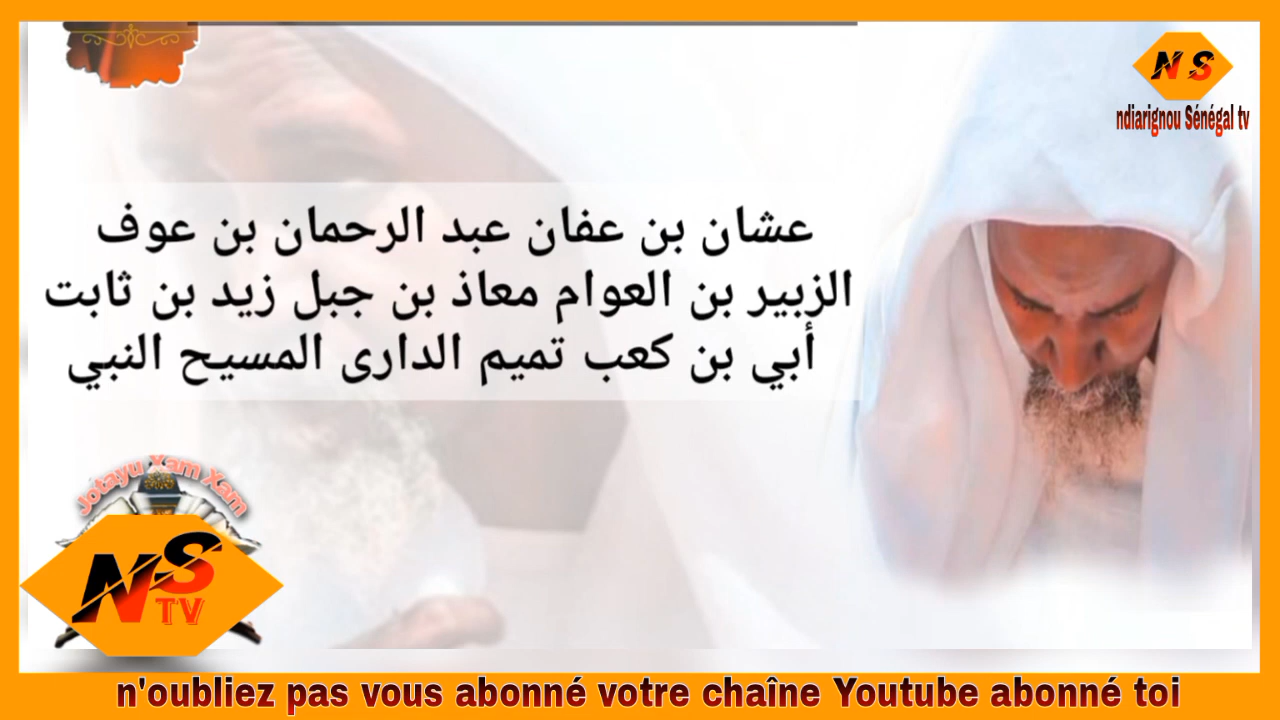 N S
ndiarignou Sénégal tv
عشان بن عفان عبد الرحمان بن عوف
الزبير بن العوام معاذ بن جبل زيد بن ثابت
أبي بن كعب تميم الدارى المسيح النبي
Jotayu Xam Xam
NS
TV
n'oubliez pas vous abonné votre chaîne Youtube abonné toi